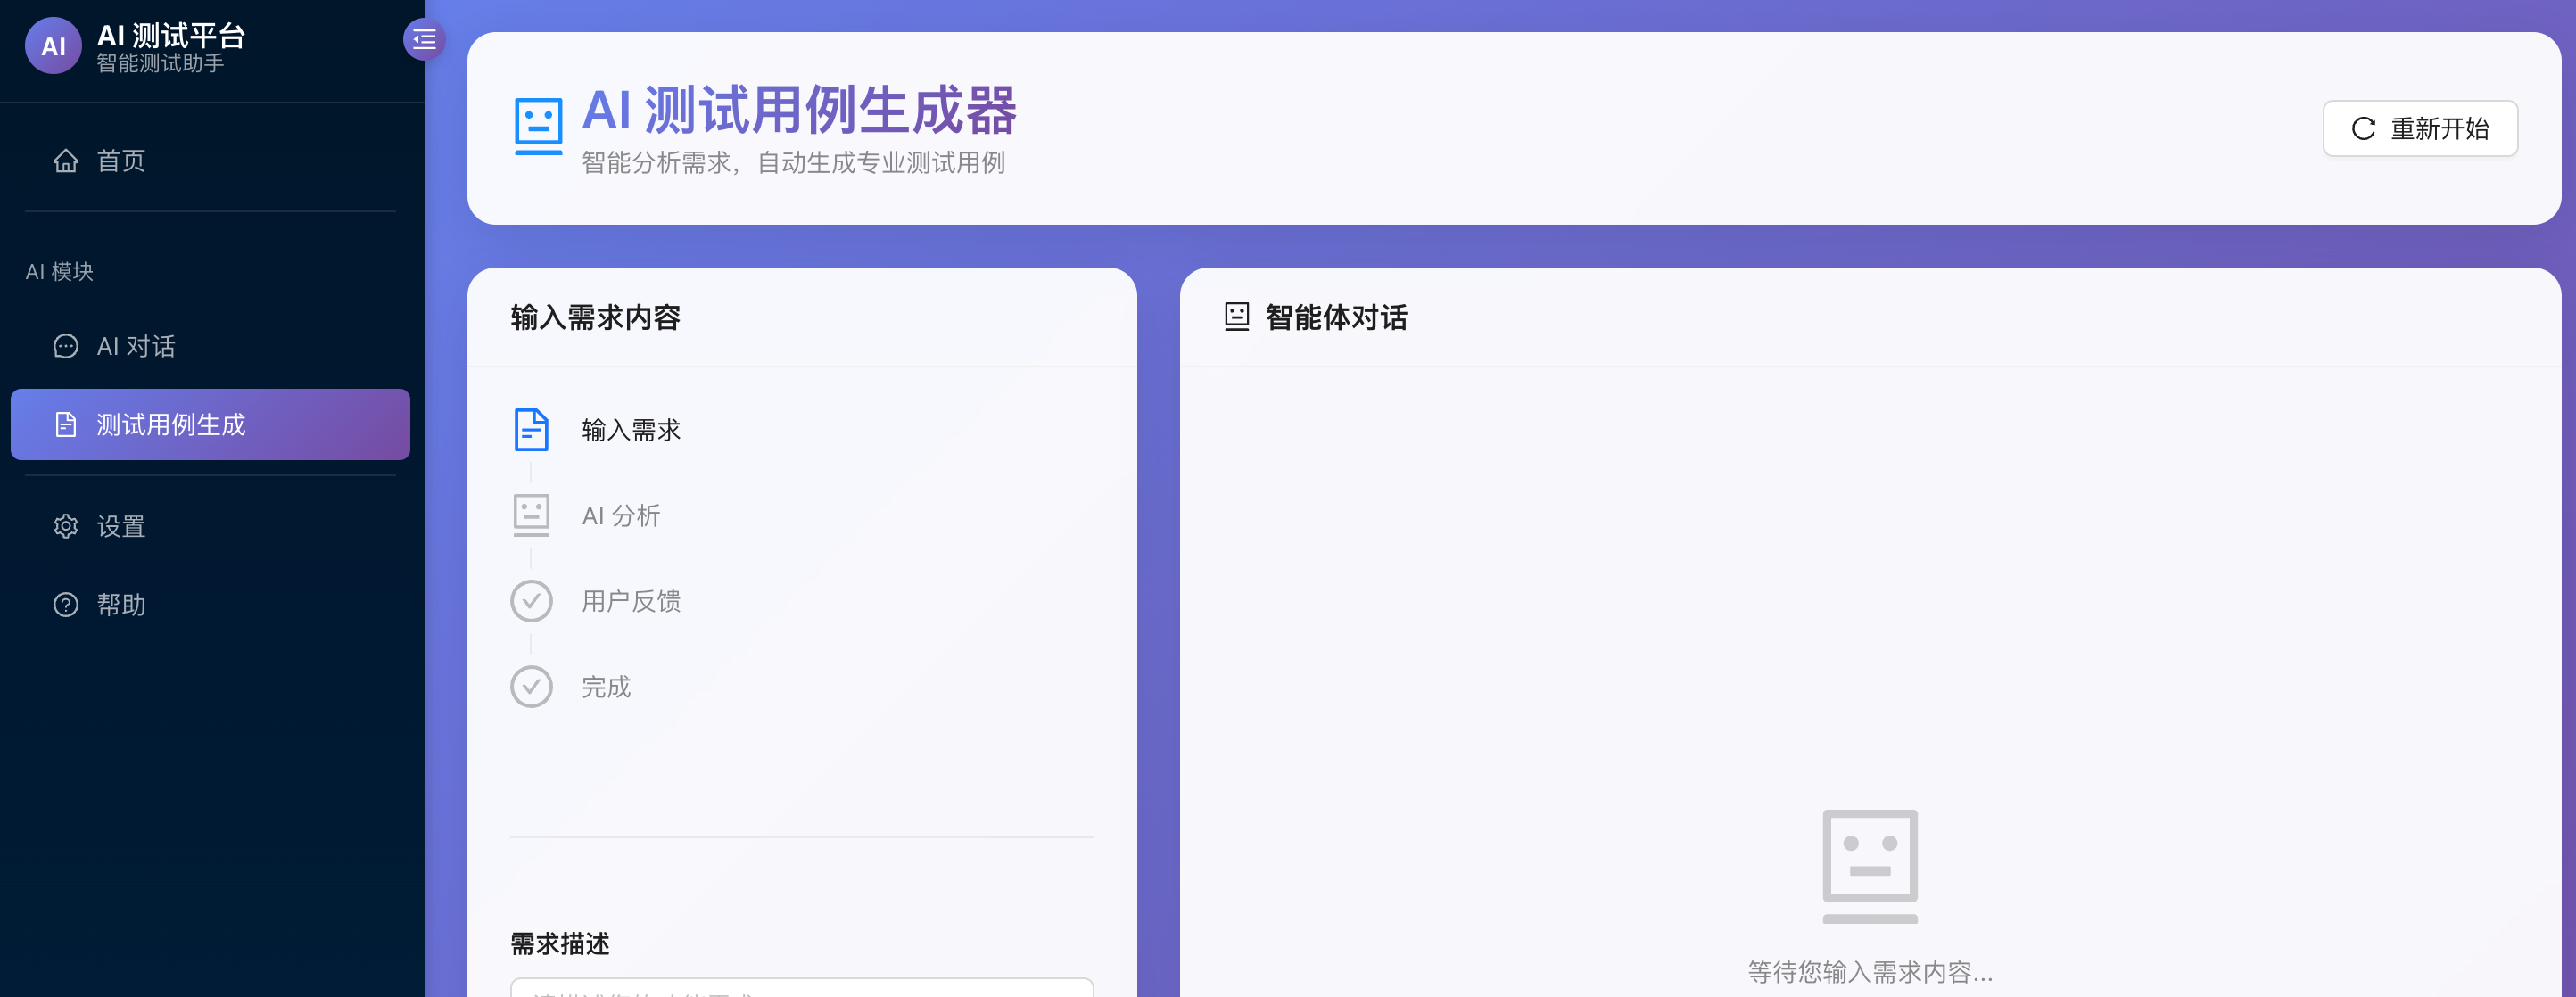 AI
AI 测试平台
智能测试助手
首页
AI 模块
AI 对话
测试用例生成
设置
帮助
AI 测试用例生成器
智能分析需求，自动生成专业测试用例
重新开始
输入需求内容
输入需求
AI 分析
用户反馈
完成
需求描述
智能体对话
等待您输入需求内容...